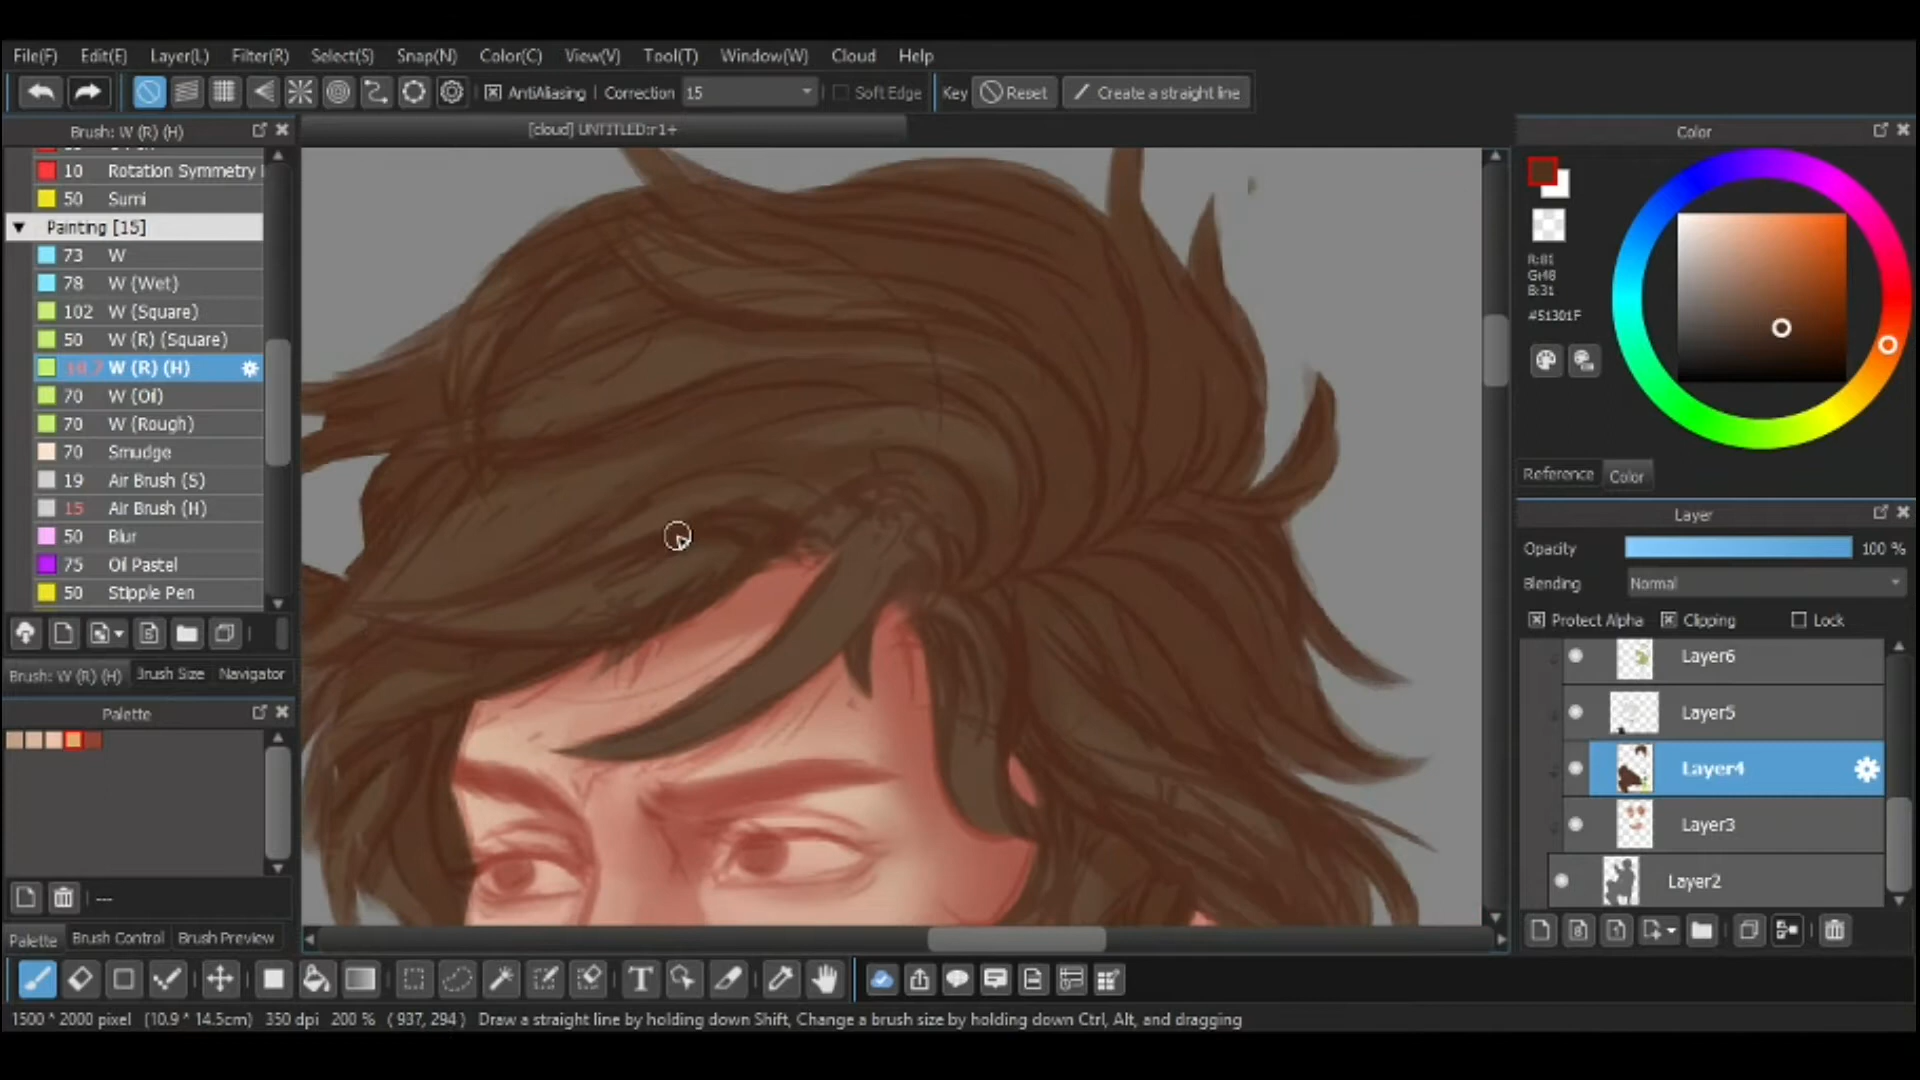 File(F) Edit(E) Layer(L) Filter(R) Select(S) Snap(N) Color(C) View(V) Tool(T) Window(W) Cloud Help
AntiAliasing Correction 15 Soft Edge Key Reset Create a straight line
Brush: W (R) (H)
[cloud] UNTITLED:r1+
10 Rotation Symmetry
50 Sumi
Painting [15]
73 W
78 W (Wet)
102 W (Square)
50 W (R) (Square)
W (R) (H)
70 W (Oil)
70 W (Rough)
70 Smudge
19 Air Brush (S)
15 Air Brush (H)
50 Blur
75 Oil Pastel
50 Stipple Pen
Brush: W (R) (H) Brush Size Navigator
Palette
---
Palette Brush Control Brush Preview
Color
R:81
G:48
B:31
#51301F
Reference Color
Layer
Opacity 100 %
Blending Normal
Protect Alpha Clipping Lock
Layer6
Layer5
Layer4
Layer3
Layer2
1500 * 2000 pixel (10.9 * 14.5cm) 350 dpi 200 % ( 937, 294 ) Draw a straight line by holding down Shift, Change a brush size by holding down Ctrl, Alt, and dragging